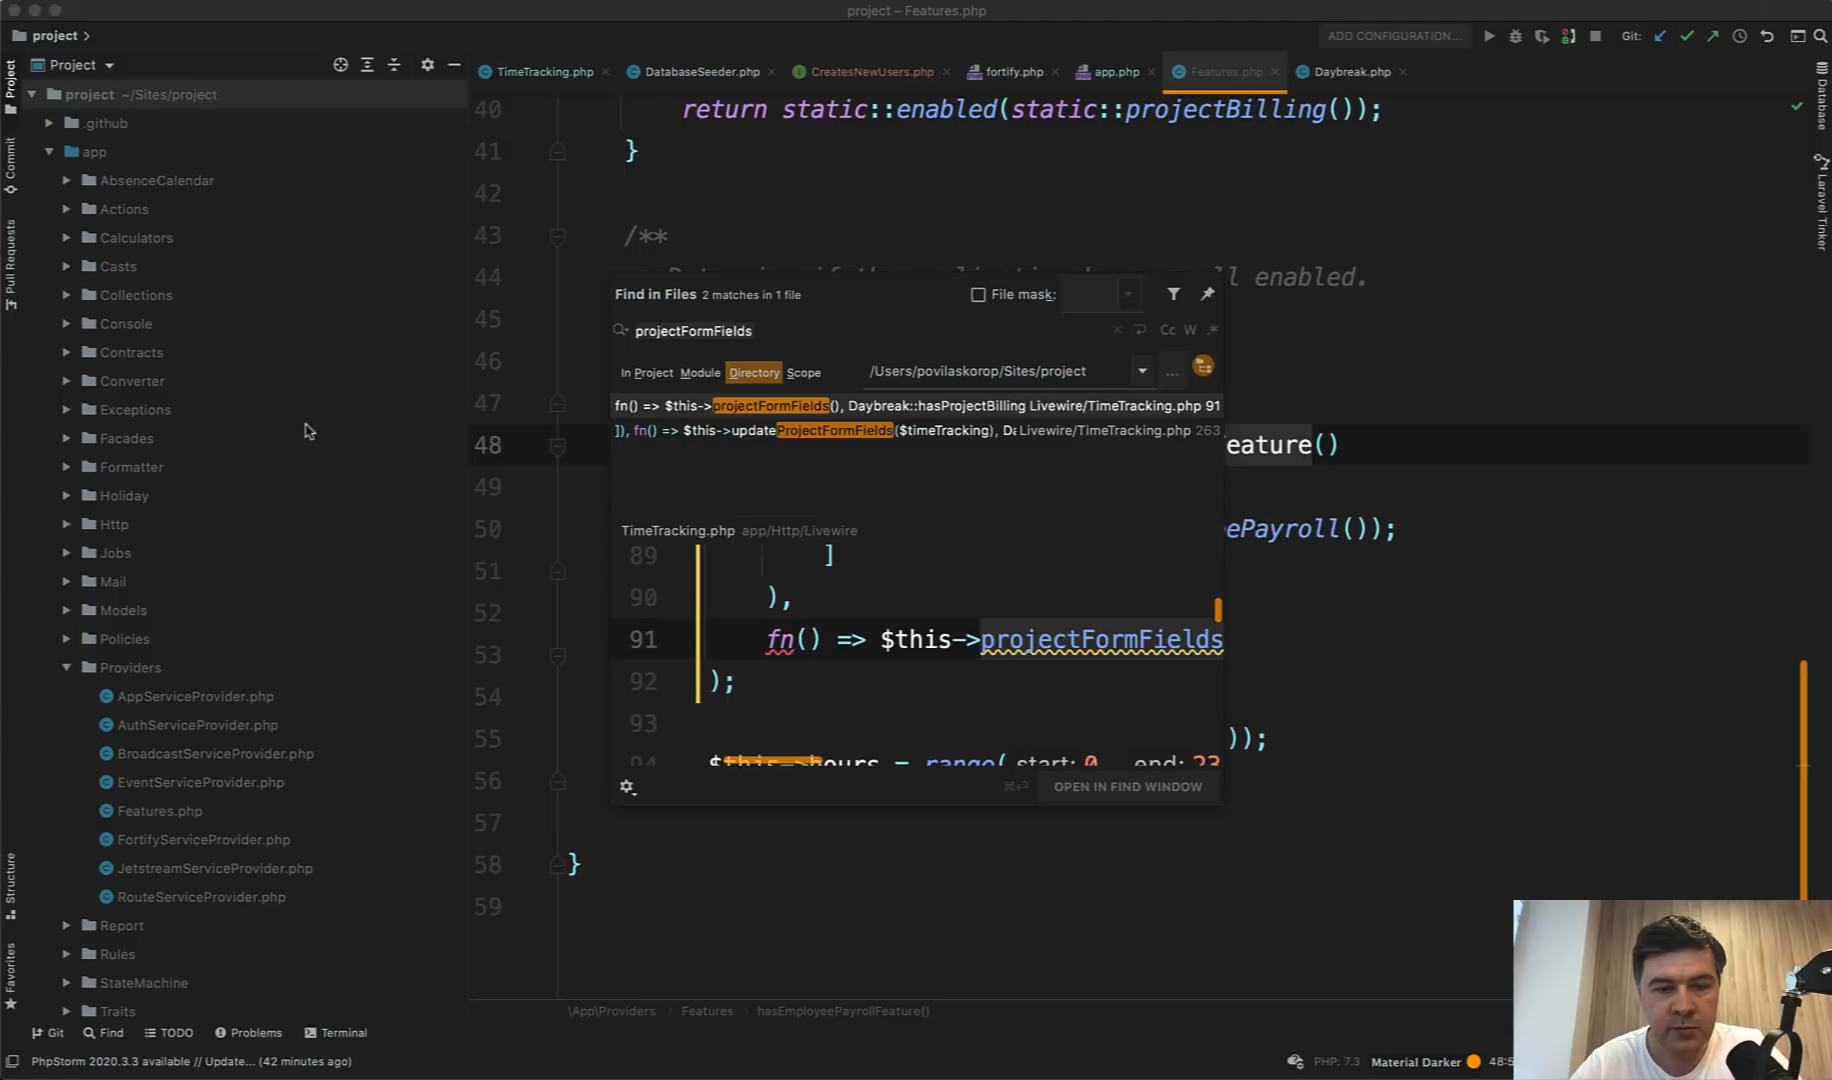 project – Features.php
project
ADD CONFIGURATION...
Git:
Project
TimeTracking.php
DatabaseSeeder.php
CreatesNewUsers.php
fortify.php
app.php
Features.php
Daybreak.php
Project
Commit
Pull Requests
Structure
Favorites
Database
Laravel Tinker
project ~/Sites/project
.github
app
AbsenceCalendar
Actions
Calculators
Casts
Collections
Console
Contracts
Converter
Exceptions
Facades
Formatter
Holiday
Http
Jobs
Mail
Models
Policies
Providers
AppServiceProvider.php
AuthServiceProvider.php
BroadcastServiceProvider.php
EventServiceProvider.php
Features.php
FortifyServiceProvider.php
JetstreamServiceProvider.php
RouteServiceProvider.php
Report
Rules
StateMachine
Traits
40 return static::enabled(static::projectBilling());
41 }
42
43 /**
44 l enabled.
45
46
47
48 eature()
49
50 ePayroll());
51
52
53
54
55 ));
56
57
58 }
59
Find in Files 2 matches in 1 file
File mask:
projectFormFields
Cc W .*
In Project Module Directory Scope
/Users/povilaskorop/Sites/project
...
fn() => $this->projectFormFields(), Daybreak::hasProjectBilling Livewire/TimeTracking.php 91
]), fn() => $this->updateProjectFormFields($timeTracking), Da Livewire/TimeTracking.php 263
TimeTracking.php app/Http/Livewire
89 ]
90 ),
91 fn() => $this->projectFormFields
92 );
93
94 $this->hours = range( start: 0, end: 23
⌘⏎ OPEN IN FIND WINDOW
\App\Providers Features hasEmployeePayrollFeature()
Git Find TODO Problems Terminal
PhpStorm 2020.3.3 available // Update... (42 minutes ago)
PHP: 7.3 Material Darker 48:5